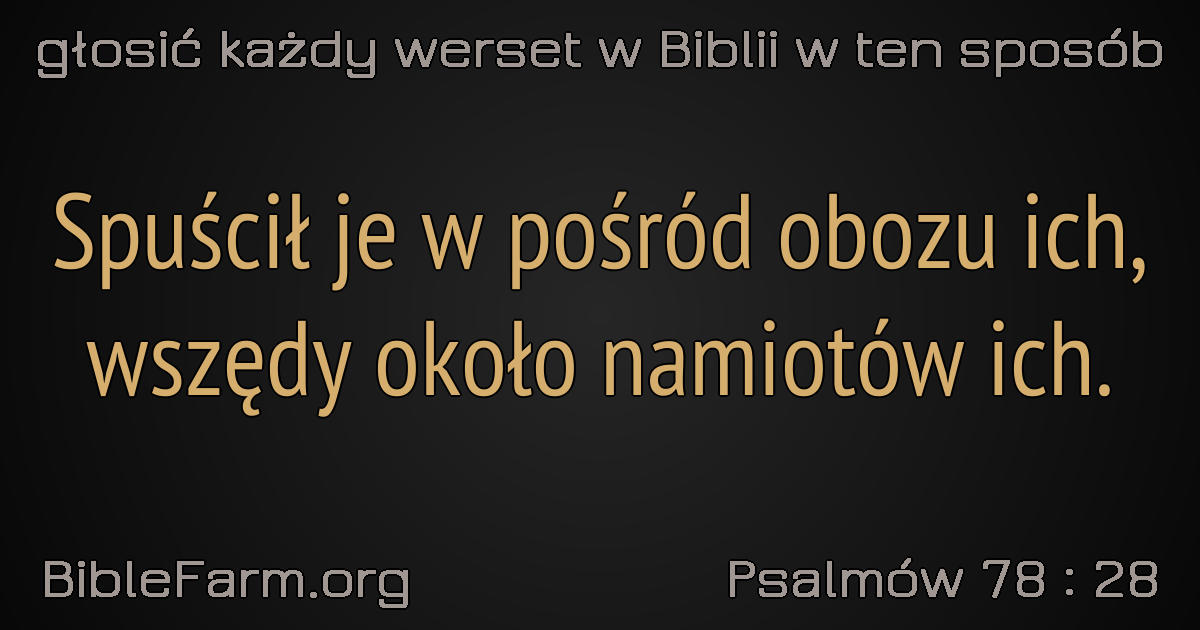 głosić każdy werset w Biblii w ten sposób
Spuścił je w pośród obozu ich,
wszędy około namiotów ich.
BibleFarm.org
Psalmów 78 : 28